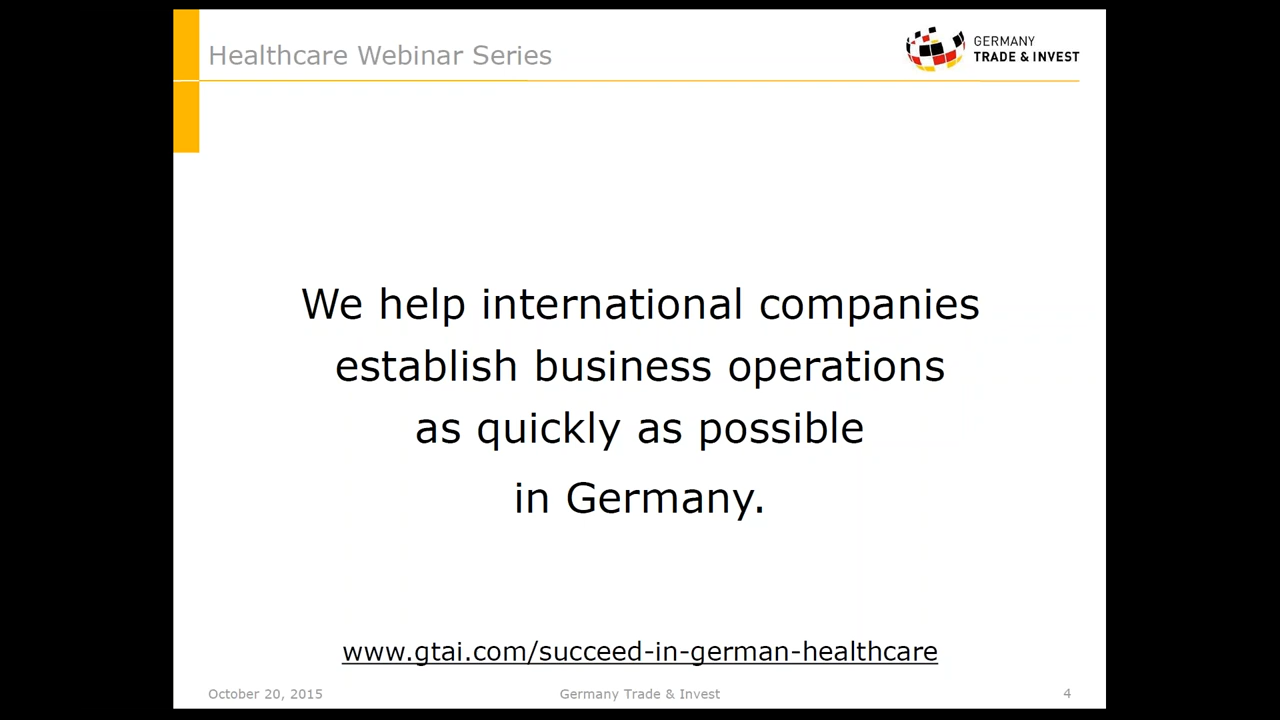 Healthcare Webinar Series
GERMANY
TRADE & INVEST
We help international companies
establish business operations
as quickly as possible
in Germany.
www.gtai.com/succeed-in-german-healthcare
October 20, 2015
Germany Trade & Invest
4